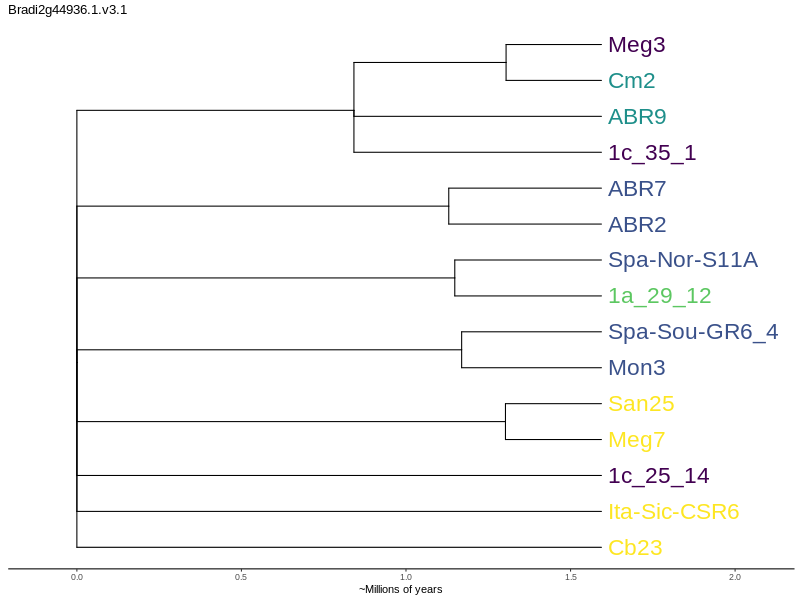 Bradi2g44936.1.v3.1
Meg3
Cm2
ABR9
1c_35_1
ABR7
ABR2
Spa-Nor-S11A
1a_29_12
Spa-Sou-GR6_4
Mon3
San25
Meg7
1c_25_14
Ita-Sic-CSR6
Cb23
0.0 0.5 1.0 1.5 2.0
~Millions of years